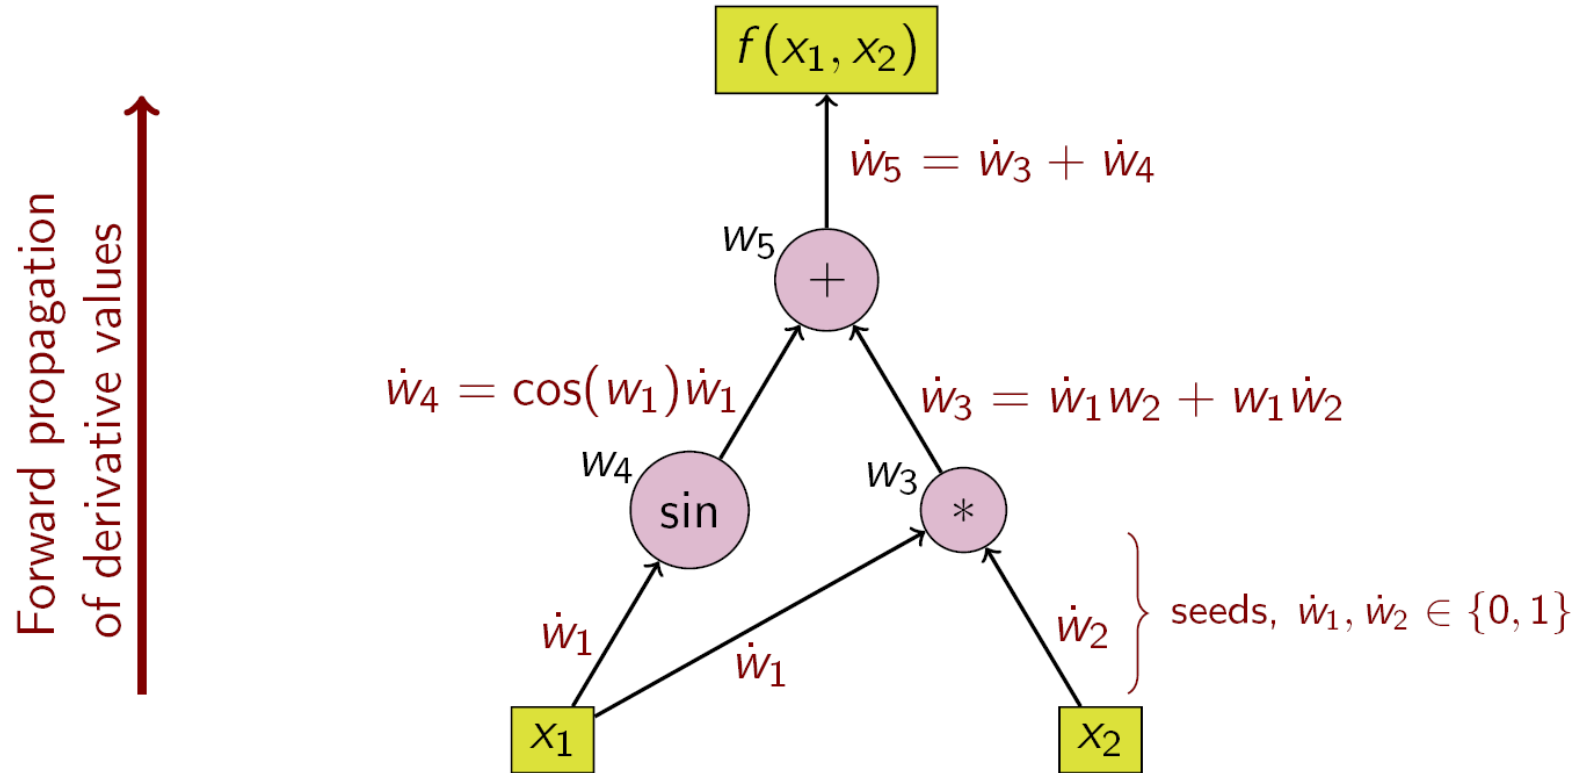 f(x₁, x₂)
ẇ₅ = ẇ₃ + ẇ₄
w₅
+
ẇ₄ = cos(w₁)ẇ₁
ẇ₃ = ẇ₁w₂ + w₁ẇ₂
w₄
sin
w₃
*
ẇ₁
ẇ₁
ẇ₂
seeds, ẇ₁, ẇ₂ ∈ {0, 1}
x₁
x₂
Forward propagation
of derivative values